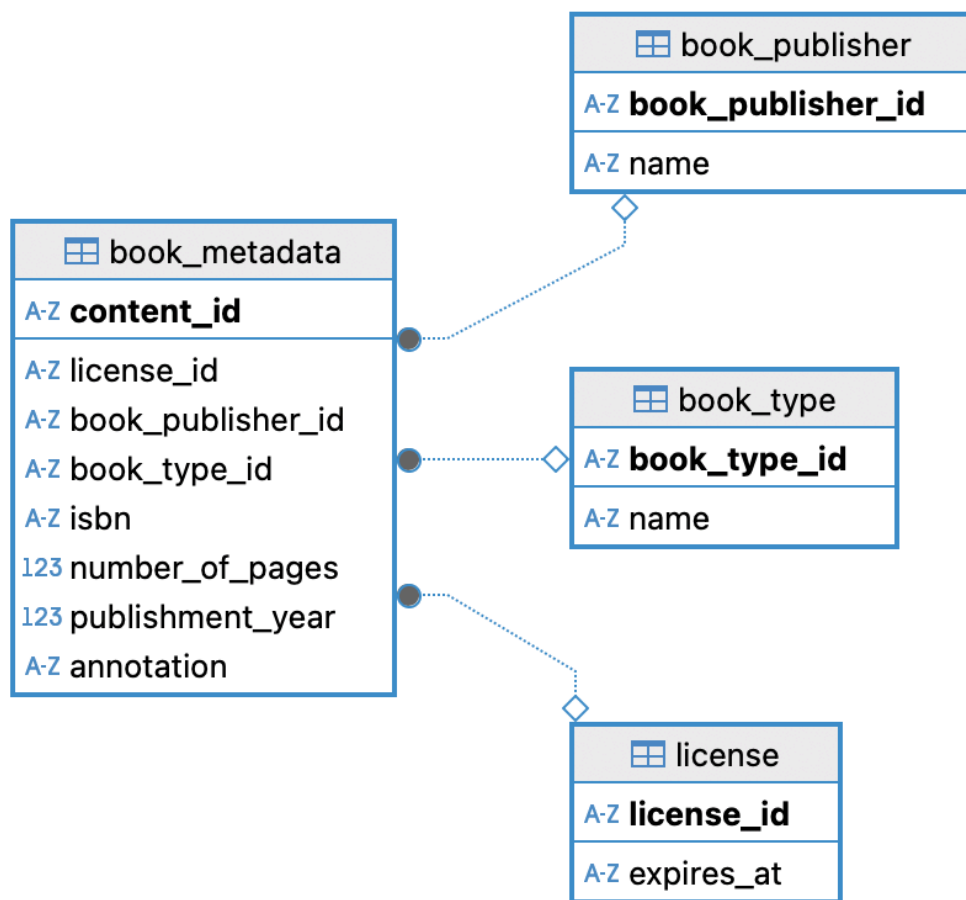 book_publisher
A-Z book_publisher_id
A-Z name
book_metadata
A-Z content_id
A-Z license_id
A-Z book_publisher_id
A-Z book_type_id
A-Z isbn
123 number_of_pages
123 publishment_year
A-Z annotation
book_type
A-Z book_type_id
A-Z name
license
A-Z license_id
A-Z expires_at